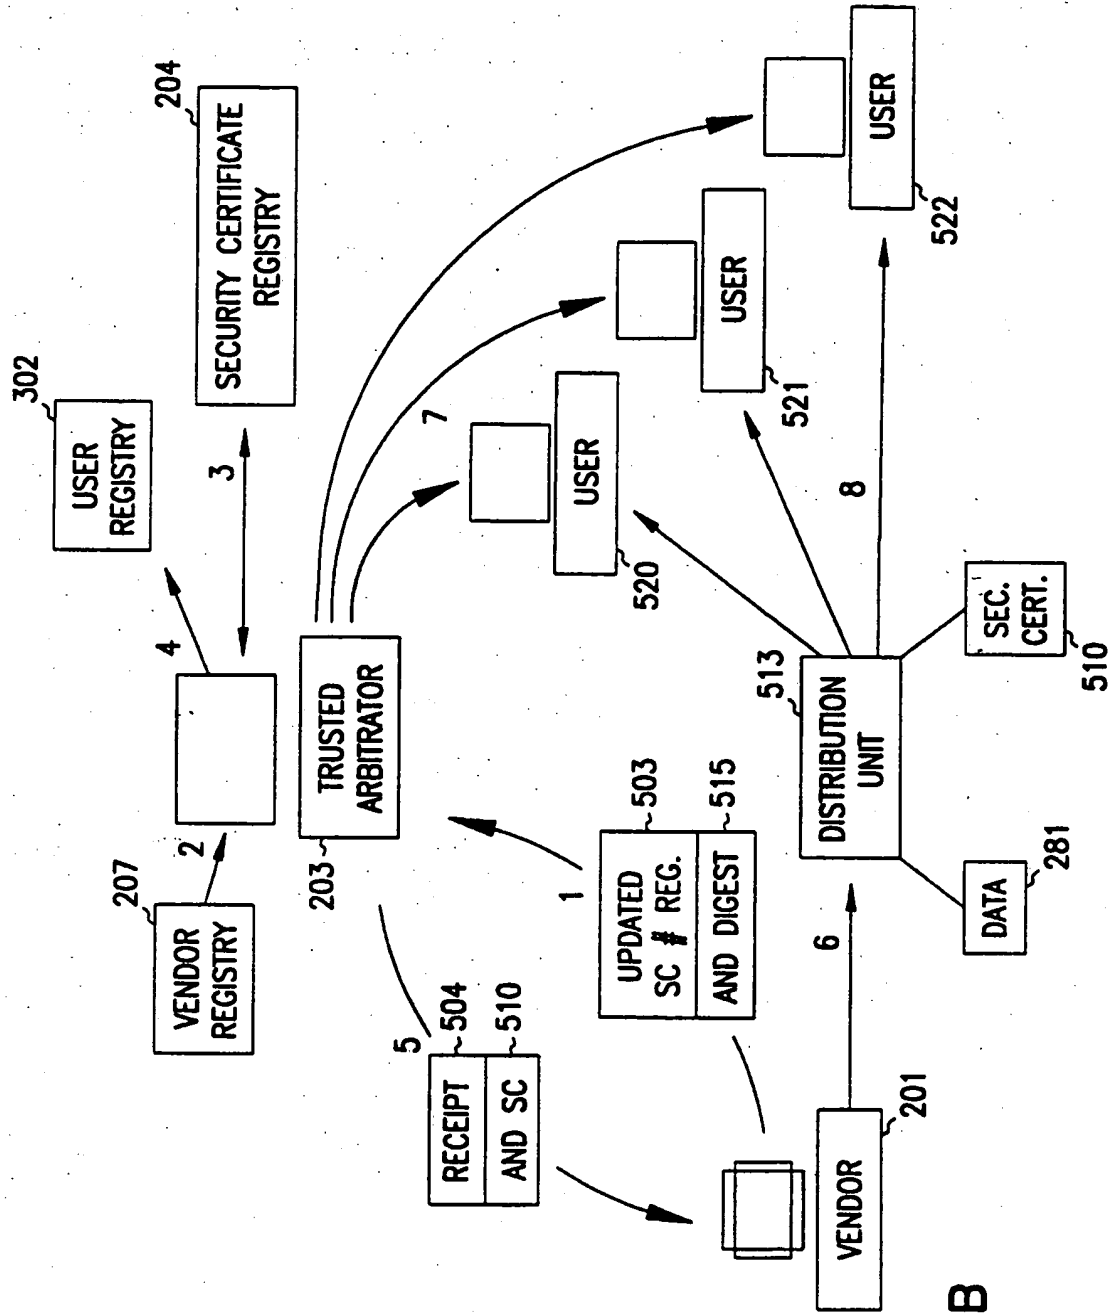 207
VENDOR
REGISTRY
2
4
302
USER
REGISTRY
3
204
SECURITY CERTIFICATE
REGISTRY
203
TRUSTED
ARBITRATOR
5
RECEIPT
504
AND SC
510
1
UPDATED
SC # REG.
503
AND DIGEST
515
7
USER
520
USER
521
USER
522
VENDOR
201
6
513
DISTRIBUTION
UNIT
8
DATA
281
SEC.
CERT.
510
B